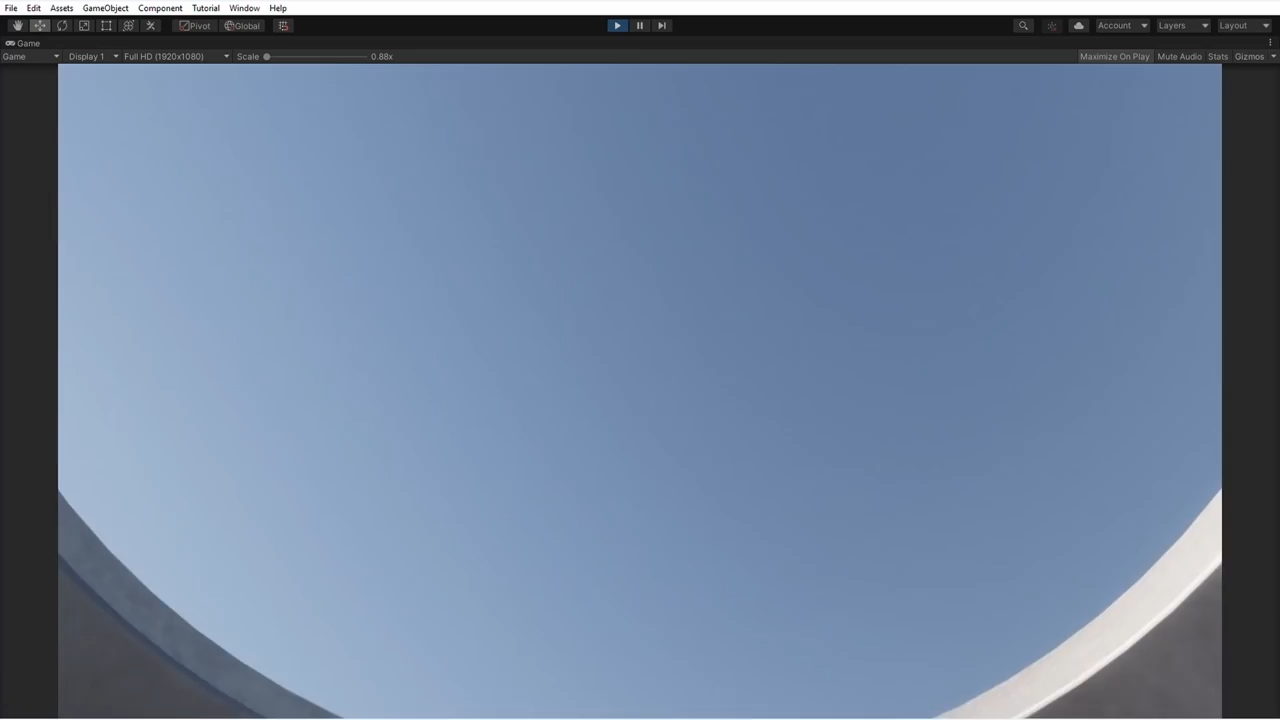 File Edit Assets GameObject Component Tutorial Window Help
Pivot Global Account Layers Layout
Game
Game Display 1 Full HD (1920x1080) Scale 0.88x Maximize On Play Mute Audio Stats Gizmos